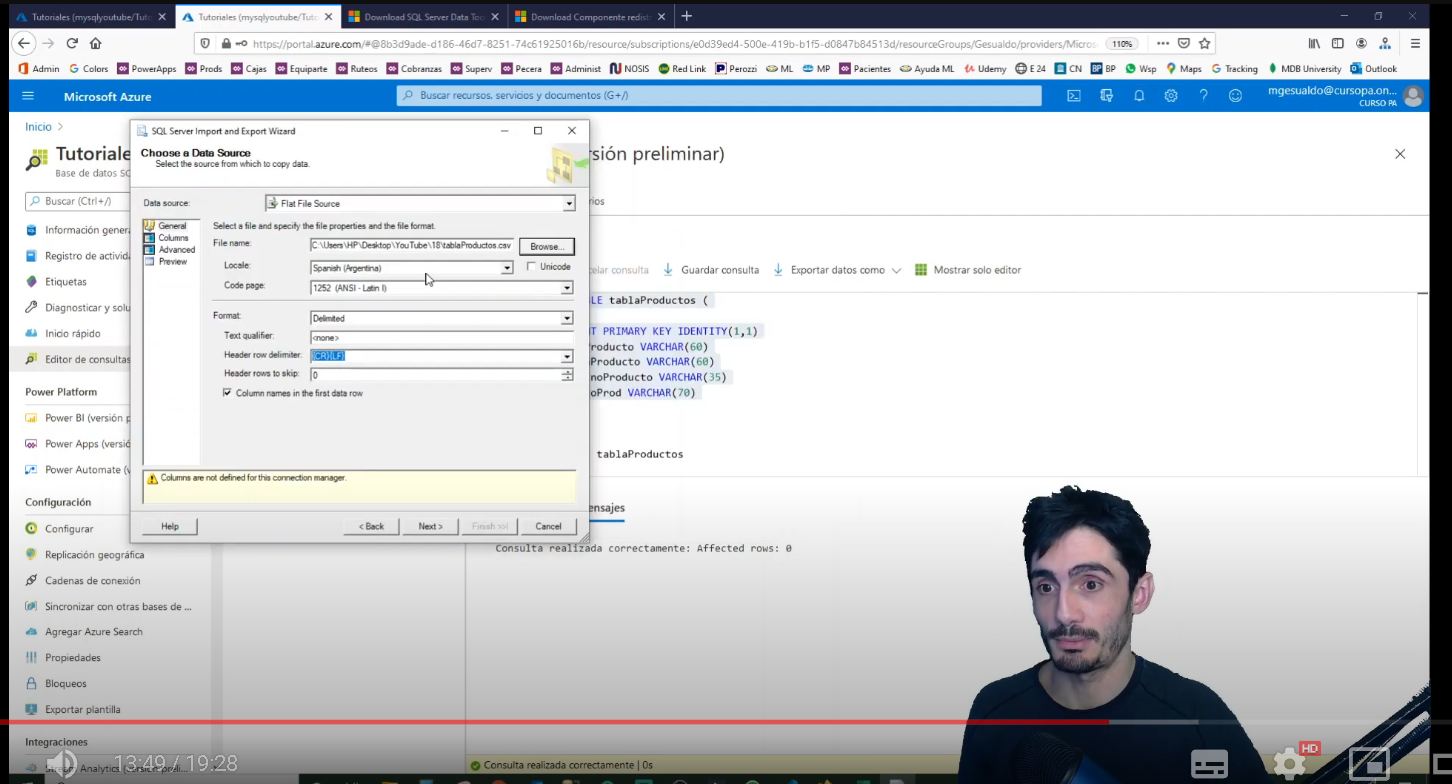 Tutoriales (mysqlyoutube/Tuto
Tutoriales (mysqlyoutube/Tuto
Download SQL Server Data Too
Download Componente redistr
https://portal.azure.com/#@8b3d9ade-d186-46d7-8251-74c61925016b/resource/subscriptions/e0d39ed4-500e-419b-b1f5-d0847b84513d/resourceGroups/Gesualdo/providers/Micros
110%
Admin
Colors
PowerApps
Prods
Cajas
Equiparte
Ruteos
Cobranzas
Superv
Pecera
Administ
NOSIS
Red Link
Perozzi
ML
MP
Pacientes
Ayuda ML
Udemy
E 24
CN
BP
Wsp
Maps
Tracking
MDB University
Outlook
Microsoft Azure
Buscar recursos, servicios y documentos (G+/)
mgesualdo@cursopa.on...
CURSO PA
Inicio >
Tutoriale
Base de datos SQ
rsión preliminar)
Buscar (Ctrl+/)
rios
Información genera
Registro de activida
Etiquetas
Diagnosticar y solu
Inicio rápido
Editor de consultas
Power Platform
Power BI (versión p
Power Apps (versió
Power Automate (v
Configuración
Configurar
Replicación geográfica
Cadenas de conexión
Sincronizar con otras bases de ...
Agregar Azure Search
Propiedades
Bloqueos
Exportar plantilla
Integraciones
Stream Analytics (versión preli...
SQL Server Import and Export Wizard
Choose a Data Source
Select the source from which to copy data.
Data source:
Flat File Source
General
Columns
Advanced
Preview
Select a file and specify the file properties and the file format.
File name:
C:\Users\HP\Desktop\YouTube\18\tablaProductos.csv
Browse...
Locale:
Spanish (Argentina)
Unicode
Code page:
1252 (ANSI - Latin I)
Format:
Delimited
Text qualifier:
<none>
Header row delimiter:
{CR}{LF}
Header rows to skip:
0
Column names in the first data row
Columns are not defined for this connection manager.
Help
< Back
Next >
Finish >>|
Cancel
celar consulta
Guardar consulta
Exportar datos como
Mostrar solo editor
LE tablaProductos (
T PRIMARY KEY IDENTITY(1,1)
roducto VARCHAR(60)
Producto VARCHAR(60)
noProducto VARCHAR(35)
oProd VARCHAR(70)
tablaProductos
ensajes
Consulta realizada correctamente: Affected rows: 0
Consulta realizada correctamente | 0s
13:49 / 19:28
HD